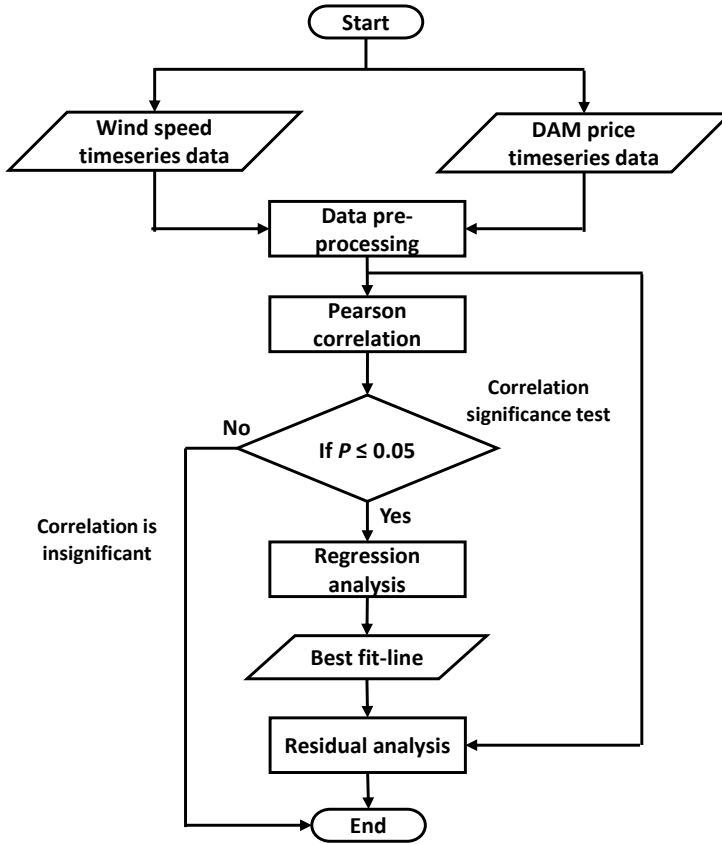 Start
Wind speed
timeseries data
DAM price
timeseries data
Data pre-
processing
Pearson
correlation
Correlation
significance test
No
If P ≤ 0.05
Yes
Correlation is
insignificant
Regression
analysis
Best fit-line
Residual analysis
End